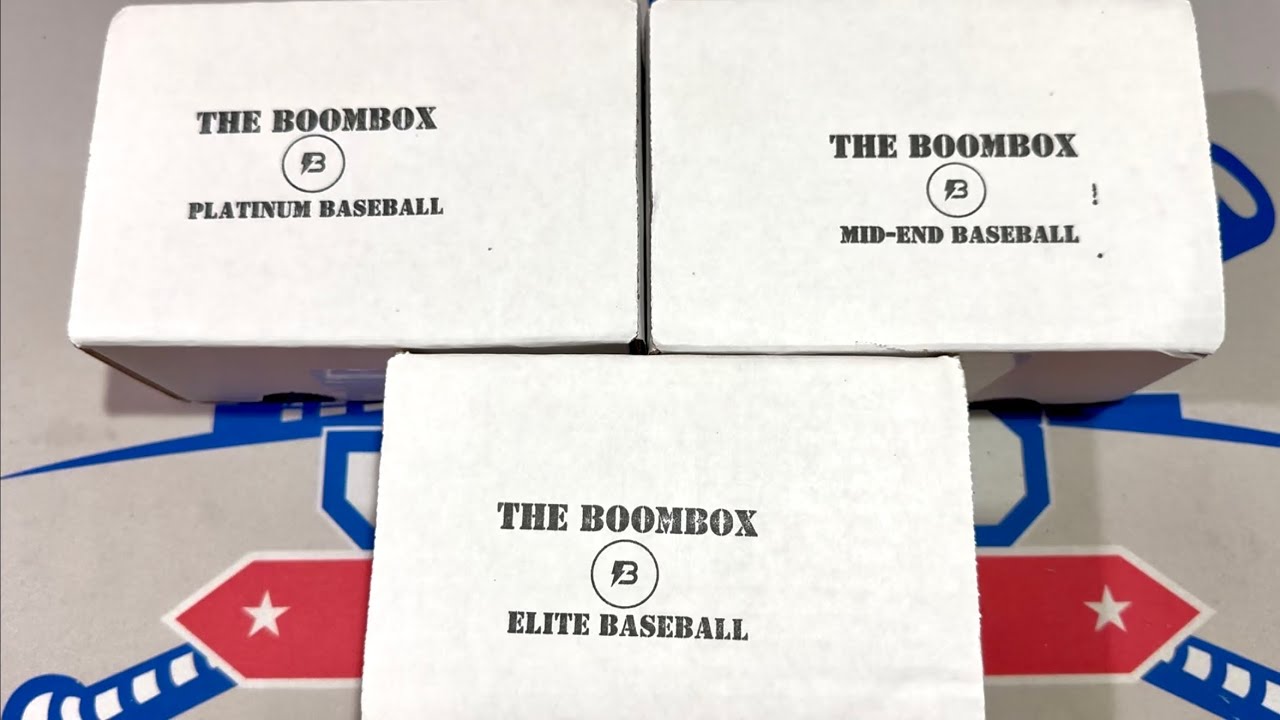 THE BOOMBOX
B
PLATINUM BASEBALL
THE BOOMBOX
B
MID-END BASEBALL
THE BOOMBOX
B
ELITE BASEBALL